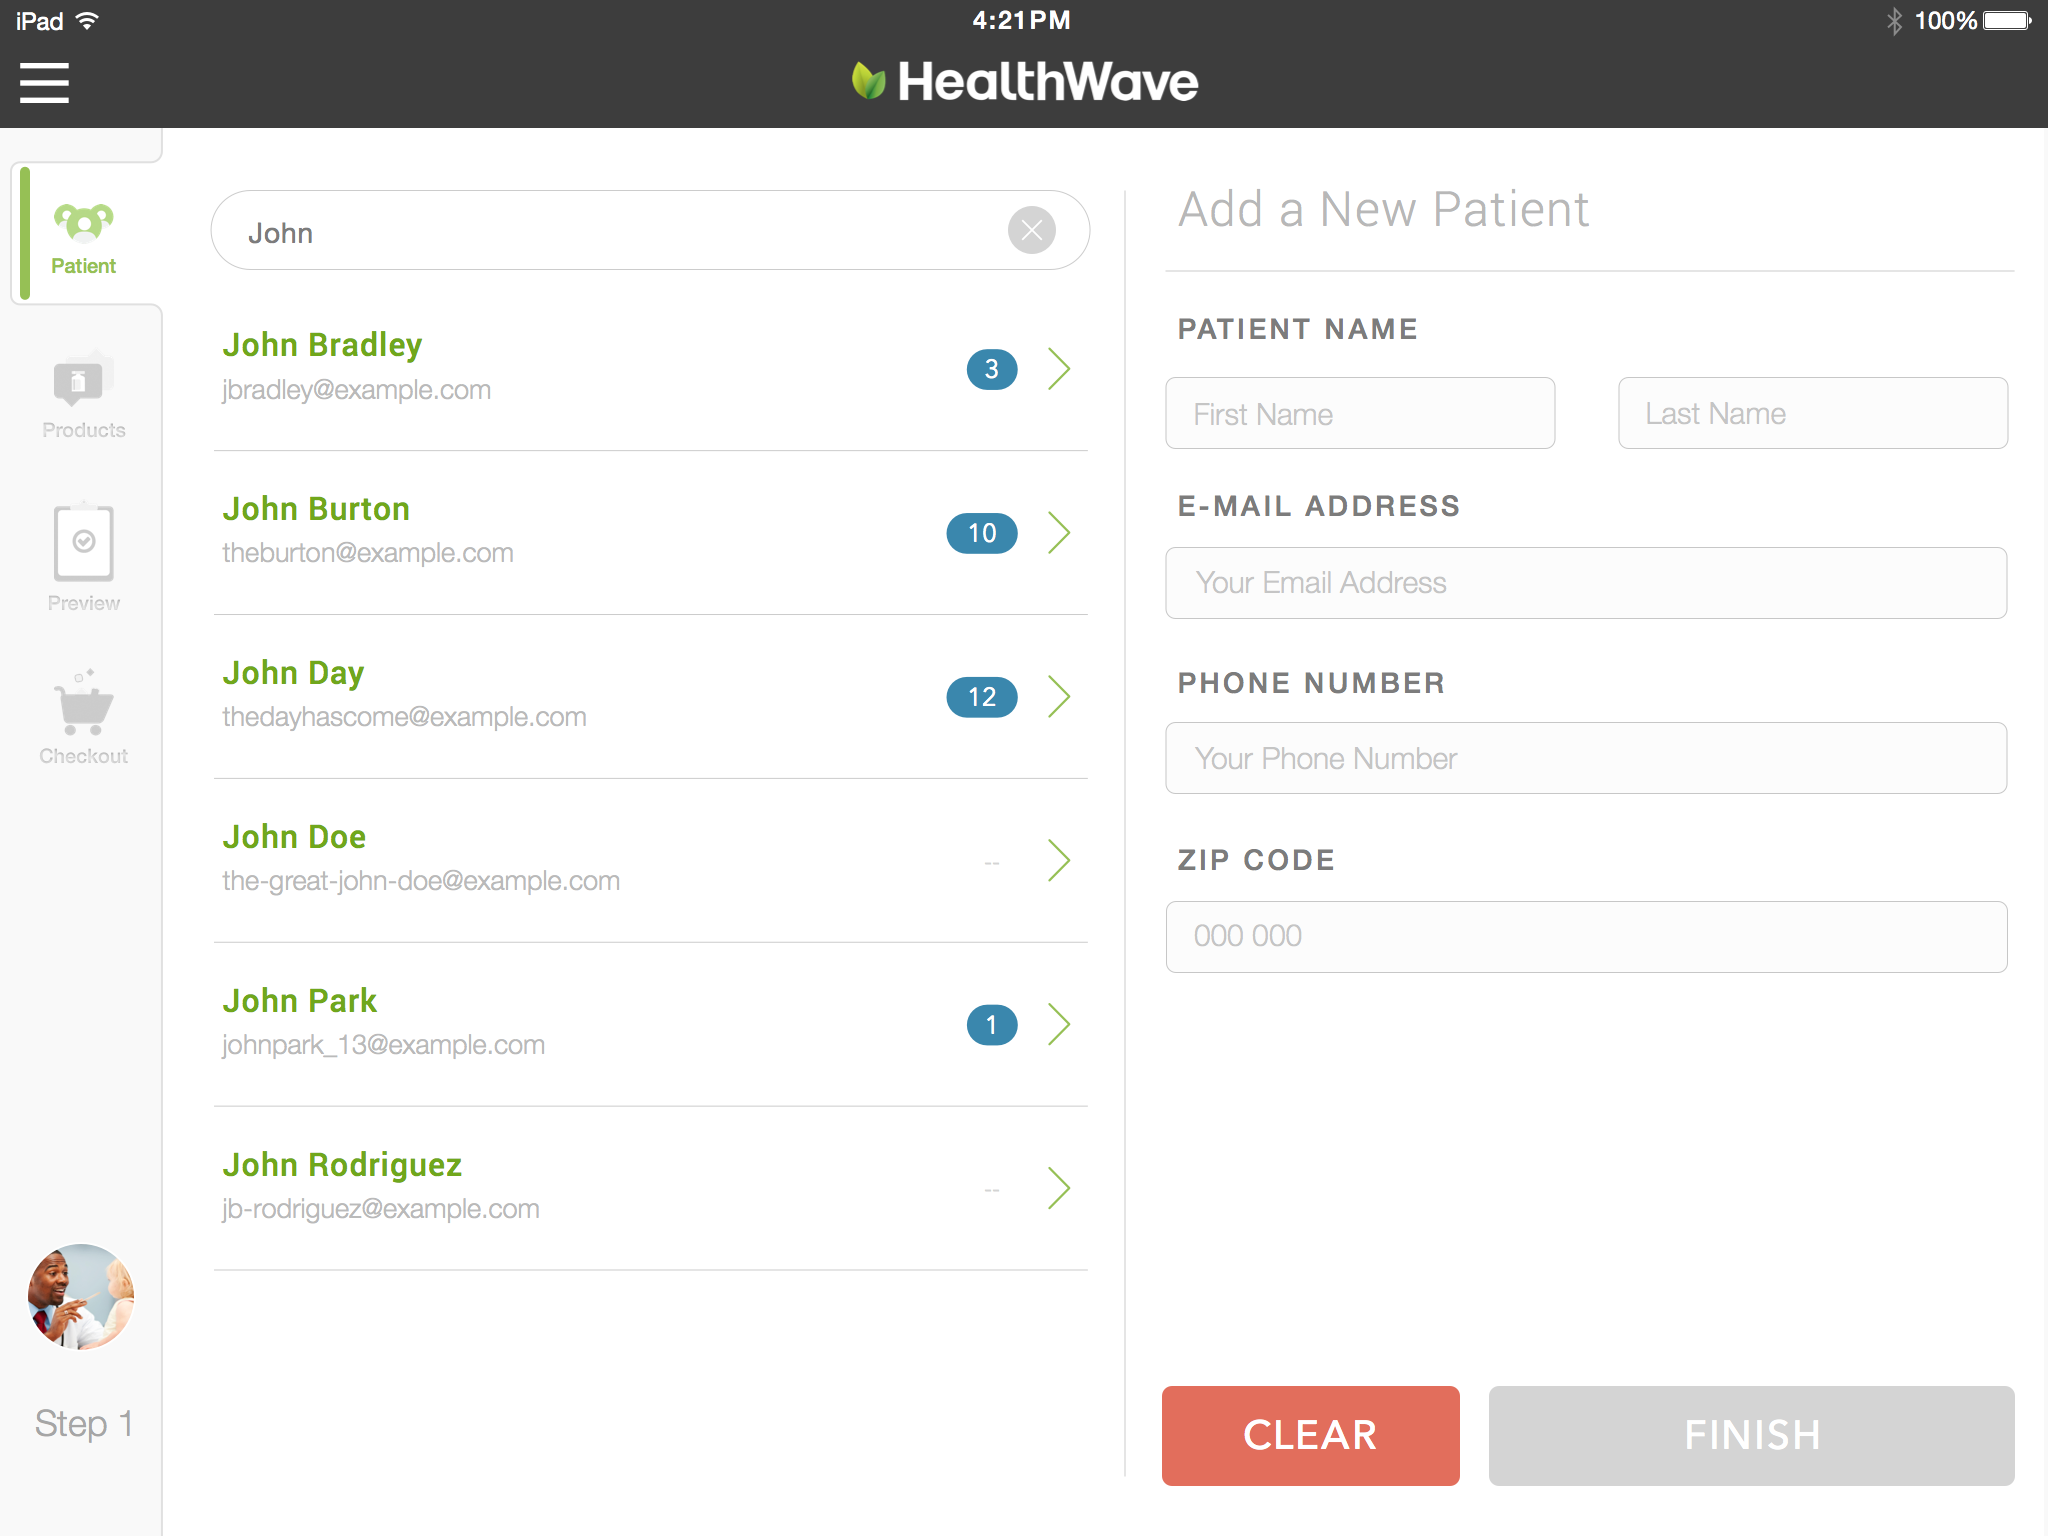 iPad
4:21PM
100%
HealthWave
Patient
Products
Preview
Checkout
Step 1
John
John Bradley
jbradley@example.com
3
John Burton
theburton@example.com
10
John Day
thedayhascome@example.com
12
John Doe
the-great-john-doe@example.com
--
John Park
johnpark_13@example.com
1
John Rodriguez
jb-rodriguez@example.com
--
Add a New Patient
PATIENT NAME
First Name
Last Name
E-MAIL ADDRESS
Your Email Address
PHONE NUMBER
Your Phone Number
ZIP CODE
000 000
CLEAR
FINISH